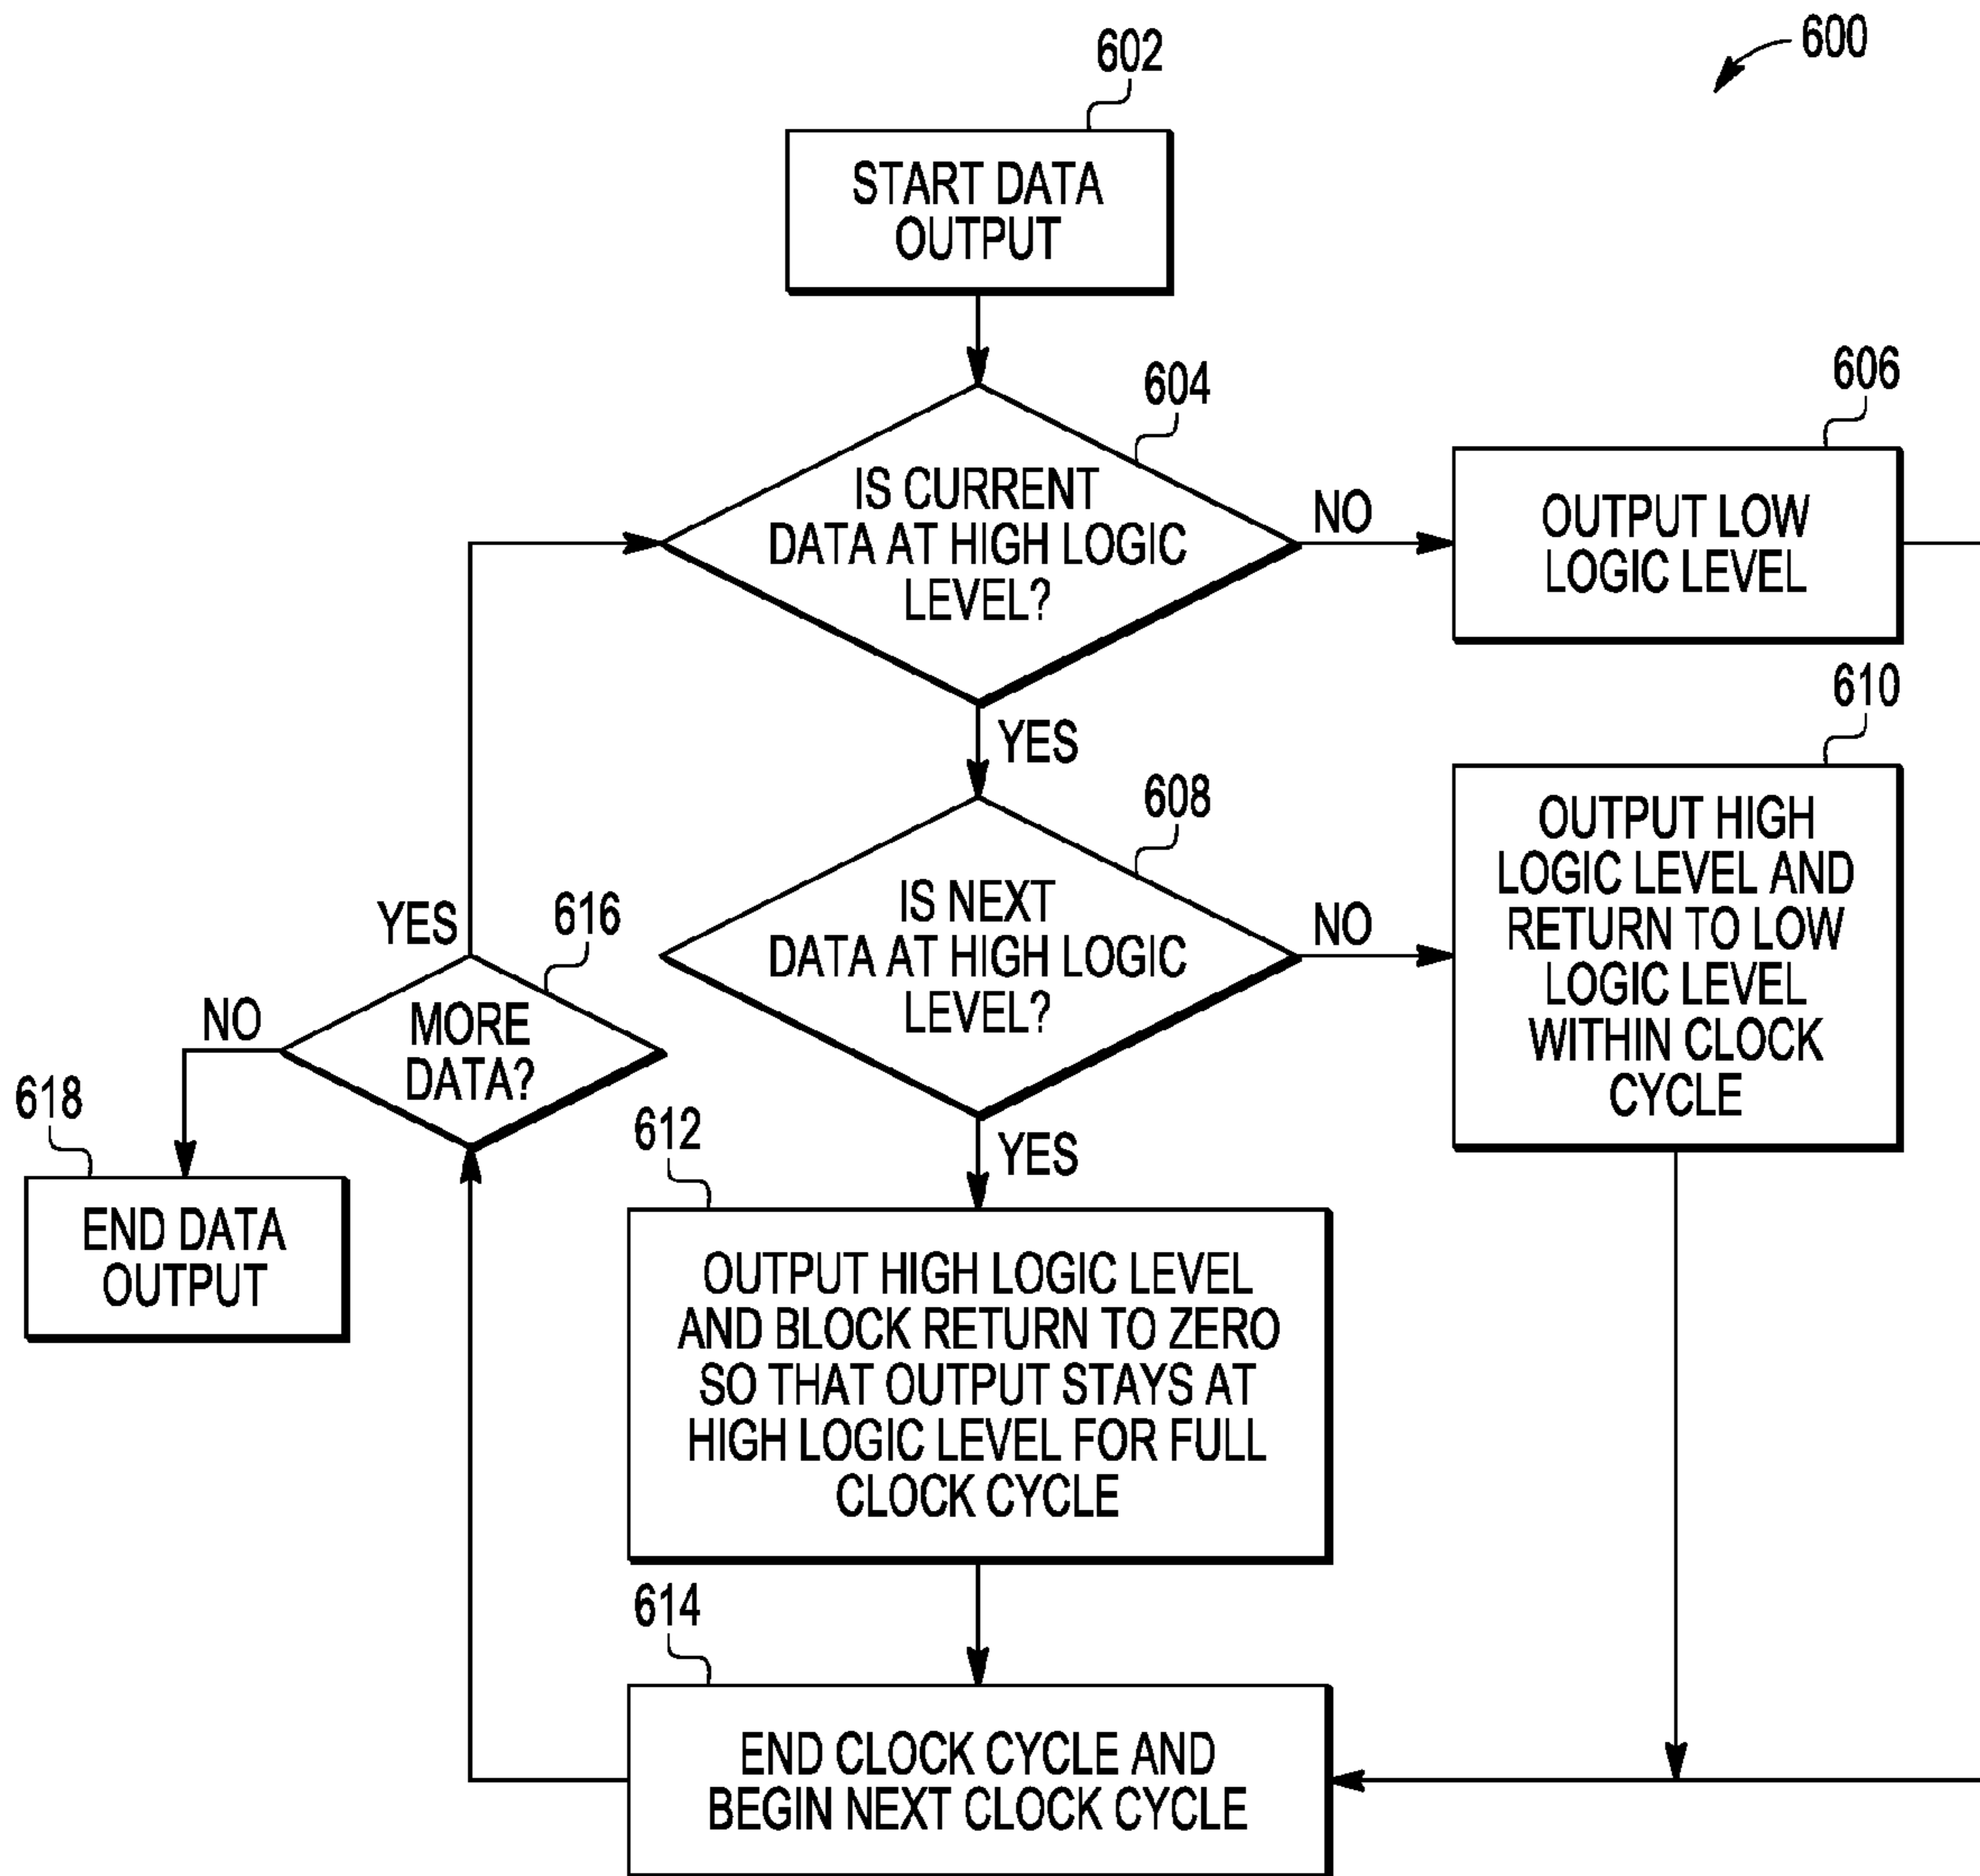 600
602
START DATA
OUTPUT
604
IS CURRENT
DATA AT HIGH LOGIC
LEVEL?
NO
606
OUTPUT LOW
LOGIC LEVEL
YES
608
IS NEXT
DATA AT HIGH LOGIC
LEVEL?
NO
610
OUTPUT HIGH
LOGIC LEVEL AND
RETURN TO LOW
LOGIC LEVEL
WITHIN CLOCK
CYCLE
YES
612
OUTPUT HIGH LOGIC LEVEL
AND BLOCK RETURN TO ZERO
SO THAT OUTPUT STAYS AT
HIGH LOGIC LEVEL FOR FULL
CLOCK CYCLE
614
END CLOCK CYCLE AND
BEGIN NEXT CLOCK CYCLE
616
MORE
DATA?
YES
NO
618
END DATA
OUTPUT